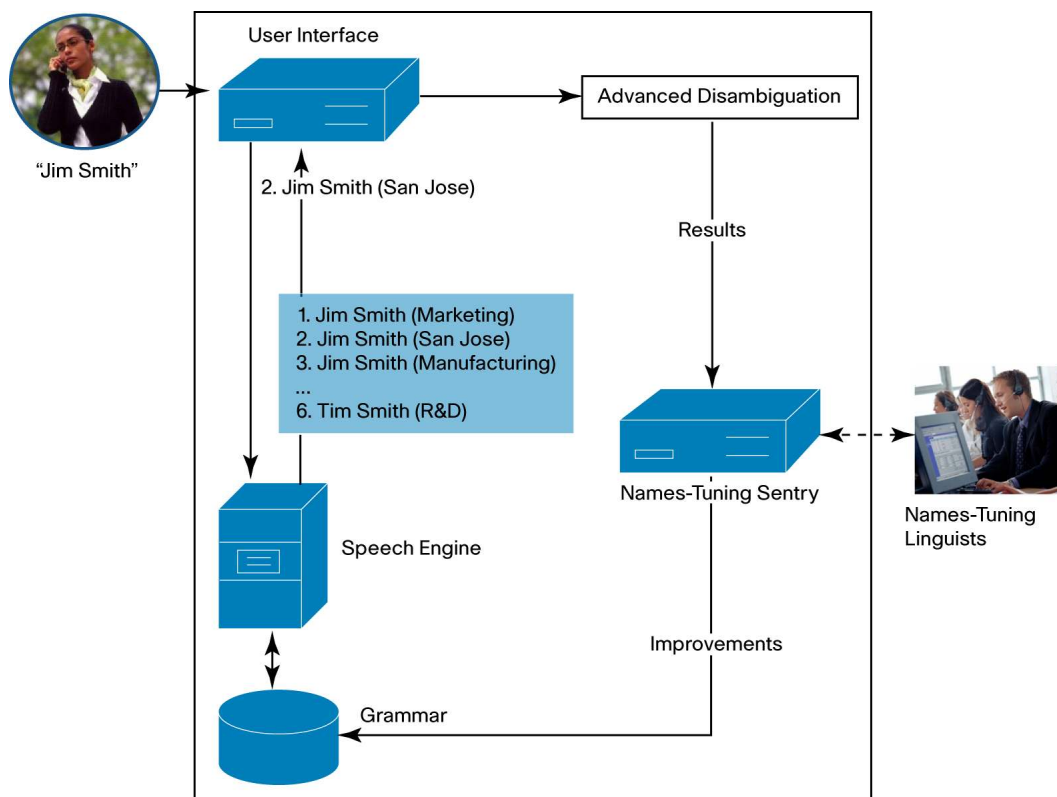 User Interface
Advanced Disambiguation
“Jim Smith”
2. Jim Smith (San Jose)
Results
1. Jim Smith (Marketing)
2. Jim Smith (San Jose)
3. Jim Smith (Manufacturing)
...
6. Tim Smith (R&D)
Names-Tuning Sentry
Names-Tuning
Linguists
Speech Engine
Improvements
Grammar